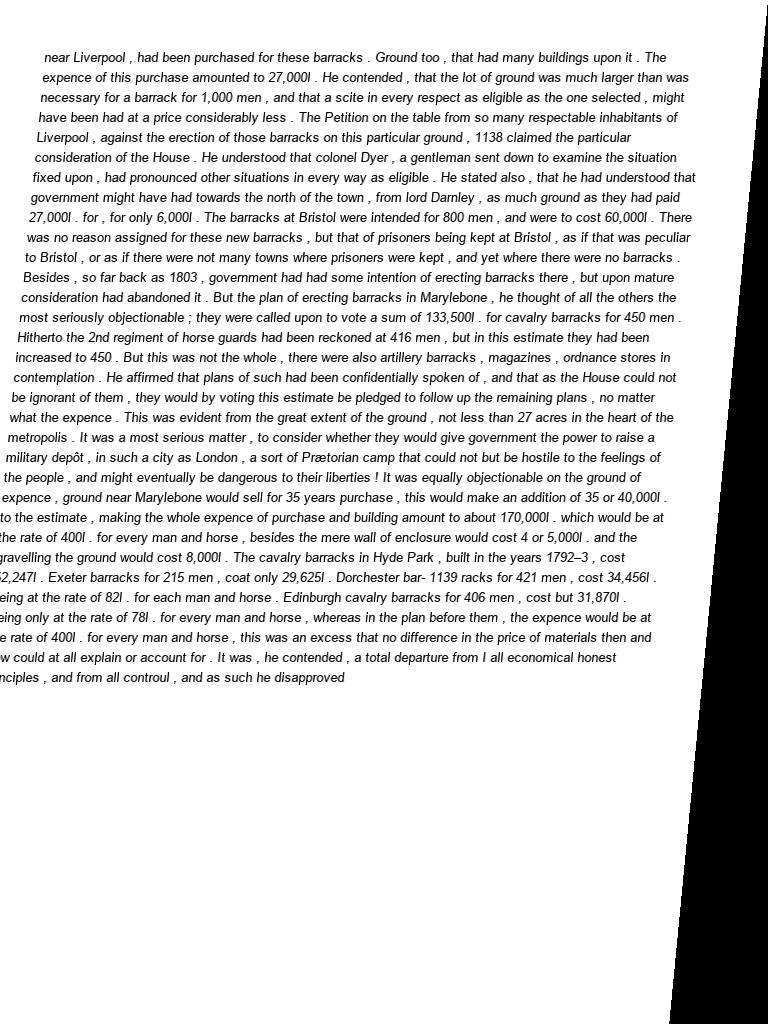 near Liverpool , had been purchased for these barracks . Ground too , that had many buildings upon it . The
expence of this purchase amounted to 27,000l . He contended , that the lot of ground was much larger than was
necessary for a barrack for 1,000 men , and that a scite in every respect as eligible as the one selected , might
have been had at a price considerably less . The Petition on the table from so many respectable inhabitants of
Liverpool , against the erection of those barracks on this particular ground , 1138 claimed the particular
consideration of the House . He understood that colonel Dyer , a gentleman sent down to examine the situation
fixed upon , had pronounced other situations in every way as eligible . He stated also , that he had understood that
government might have had towards the north of the town , from lord Darnley , as much ground as they had paid
27,000l . for , for only 6,000l . The barracks at Bristol were intended for 800 men , and were to cost 60,000l . There
was no reason assigned for these new barracks , but that of prisoners being kept at Bristol , as if that was peculiar
to Bristol , or as if there were not many towns where prisoners were kept , and yet where there were no barracks .
Besides , so far back as 1803 , government had had some intention of erecting barracks there , but upon mature
consideration had abandoned it . But the plan of erecting barracks in Marylebone , he thought of all the others the
most seriously objectionable ; they were called upon to vote a sum of 133,500l . for cavalry barracks for 450 men .
Hitherto the 2nd regiment of horse guards had been reckoned at 416 men , but in this estimate they had been
increased to 450 . But this was not the whole , there were also artillery barracks , magazines , ordnance stores in
contemplation . He affirmed that plans of such had been confidentially spoken of , and that as the House could not
be ignorant of them , they would by voting this estimate be pledged to follow up the remaining plans , no matter
what the expence . This was evident from the great extent of the ground , not less than 27 acres in the heart of the
metropolis . It was a most serious matter , to consider whether they would give government the power to raise a
military depôt , in such a city as London , a sort of Prætorian camp that could not but be hostile to the feelings of
the people , and might eventually be dangerous to their liberties ! It was equally objectionable on the ground of
expence , ground near Marylebone would sell for 35 years purchase , this would make an addition of 35 or 40,000l .
to the estimate , making the whole expence of purchase and building amount to about 170,000l . which would be at
the rate of 400l . for every man and horse , besides the mere wall of enclosure would cost 4 or 5,000l . and the
gravelling the ground would cost 8,000l . The cavalry barracks in Hyde Park , built in the years 1792–3 , cost
52,247l . Exeter barracks for 215 men , coat only 29,625l . Dorchester bar- 1139 racks for 421 men , cost 34,456l .
at the rate of 82l . for each man and horse . Edinburgh cavalry barracks for 406 men , cost but 31,870l .
only at the rate of 78l . for every man and horse , whereas in the plan before them , the expence would be at
rate of 400l . for every man and horse , this was an excess that no difference in the price of materials then and
could at all explain or account for . It was , he contended , a total departure from I all economical honest
, and from all controul , and as such he disapproved